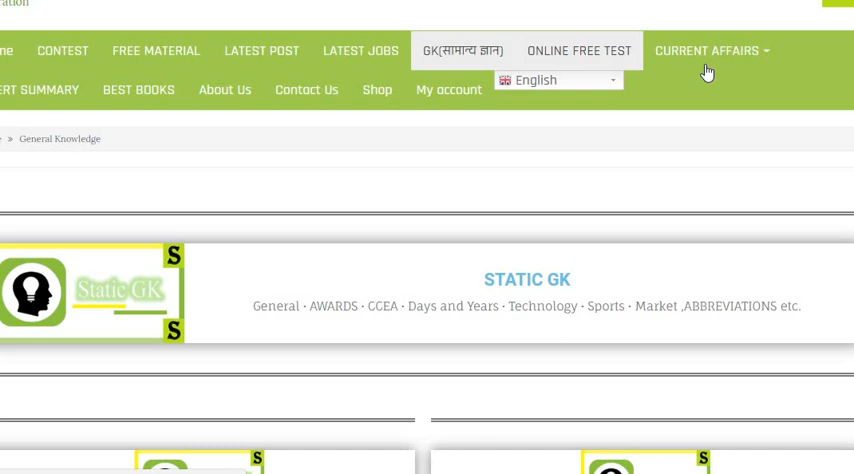 CONTEST FREE MATERIAL LATEST POST LATEST JOBS GK(सामान्य ज्ञान) ONLINE FREE TEST CURRENT AFFAIRS
SUMMARY BEST BOOKS About Us Contact Us Shop My account English
» General Knowledge
S
Static GK
S
STATIC GK
General • AWARDS • CCEA • Days and Years • Technology • Sports • Market ,ABBREVIATIONS etc.
S S